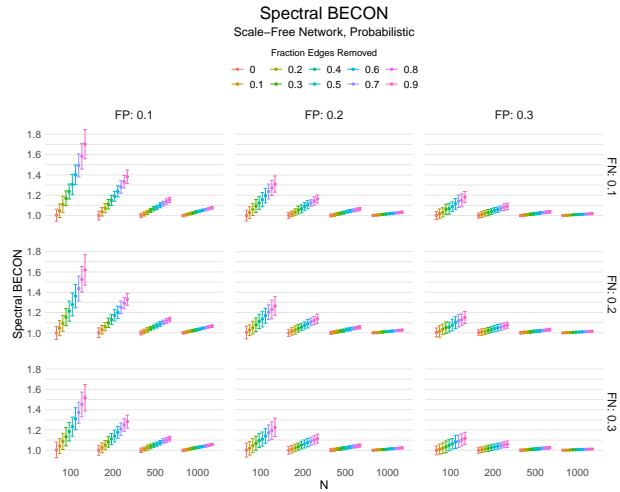 Spectral BECON
Scale−Free Network, Probabilistic
Fraction Edges Removed
0 0.2 0.4 0.6 0.8
0.1 0.3 0.5 0.7 0.9
FP: 0.1 FP: 0.2 FP: 0.3
1.8
1.6
1.4
1.2
1.0
FN: 0.1
Spectral BECON
1.8
1.6
1.4
1.2
1.0
FN: 0.2
1.8
1.6
1.4
1.2
1.0
FN: 0.3
100 200 500 1000 100 200 500 1000 100 200 500 1000
N